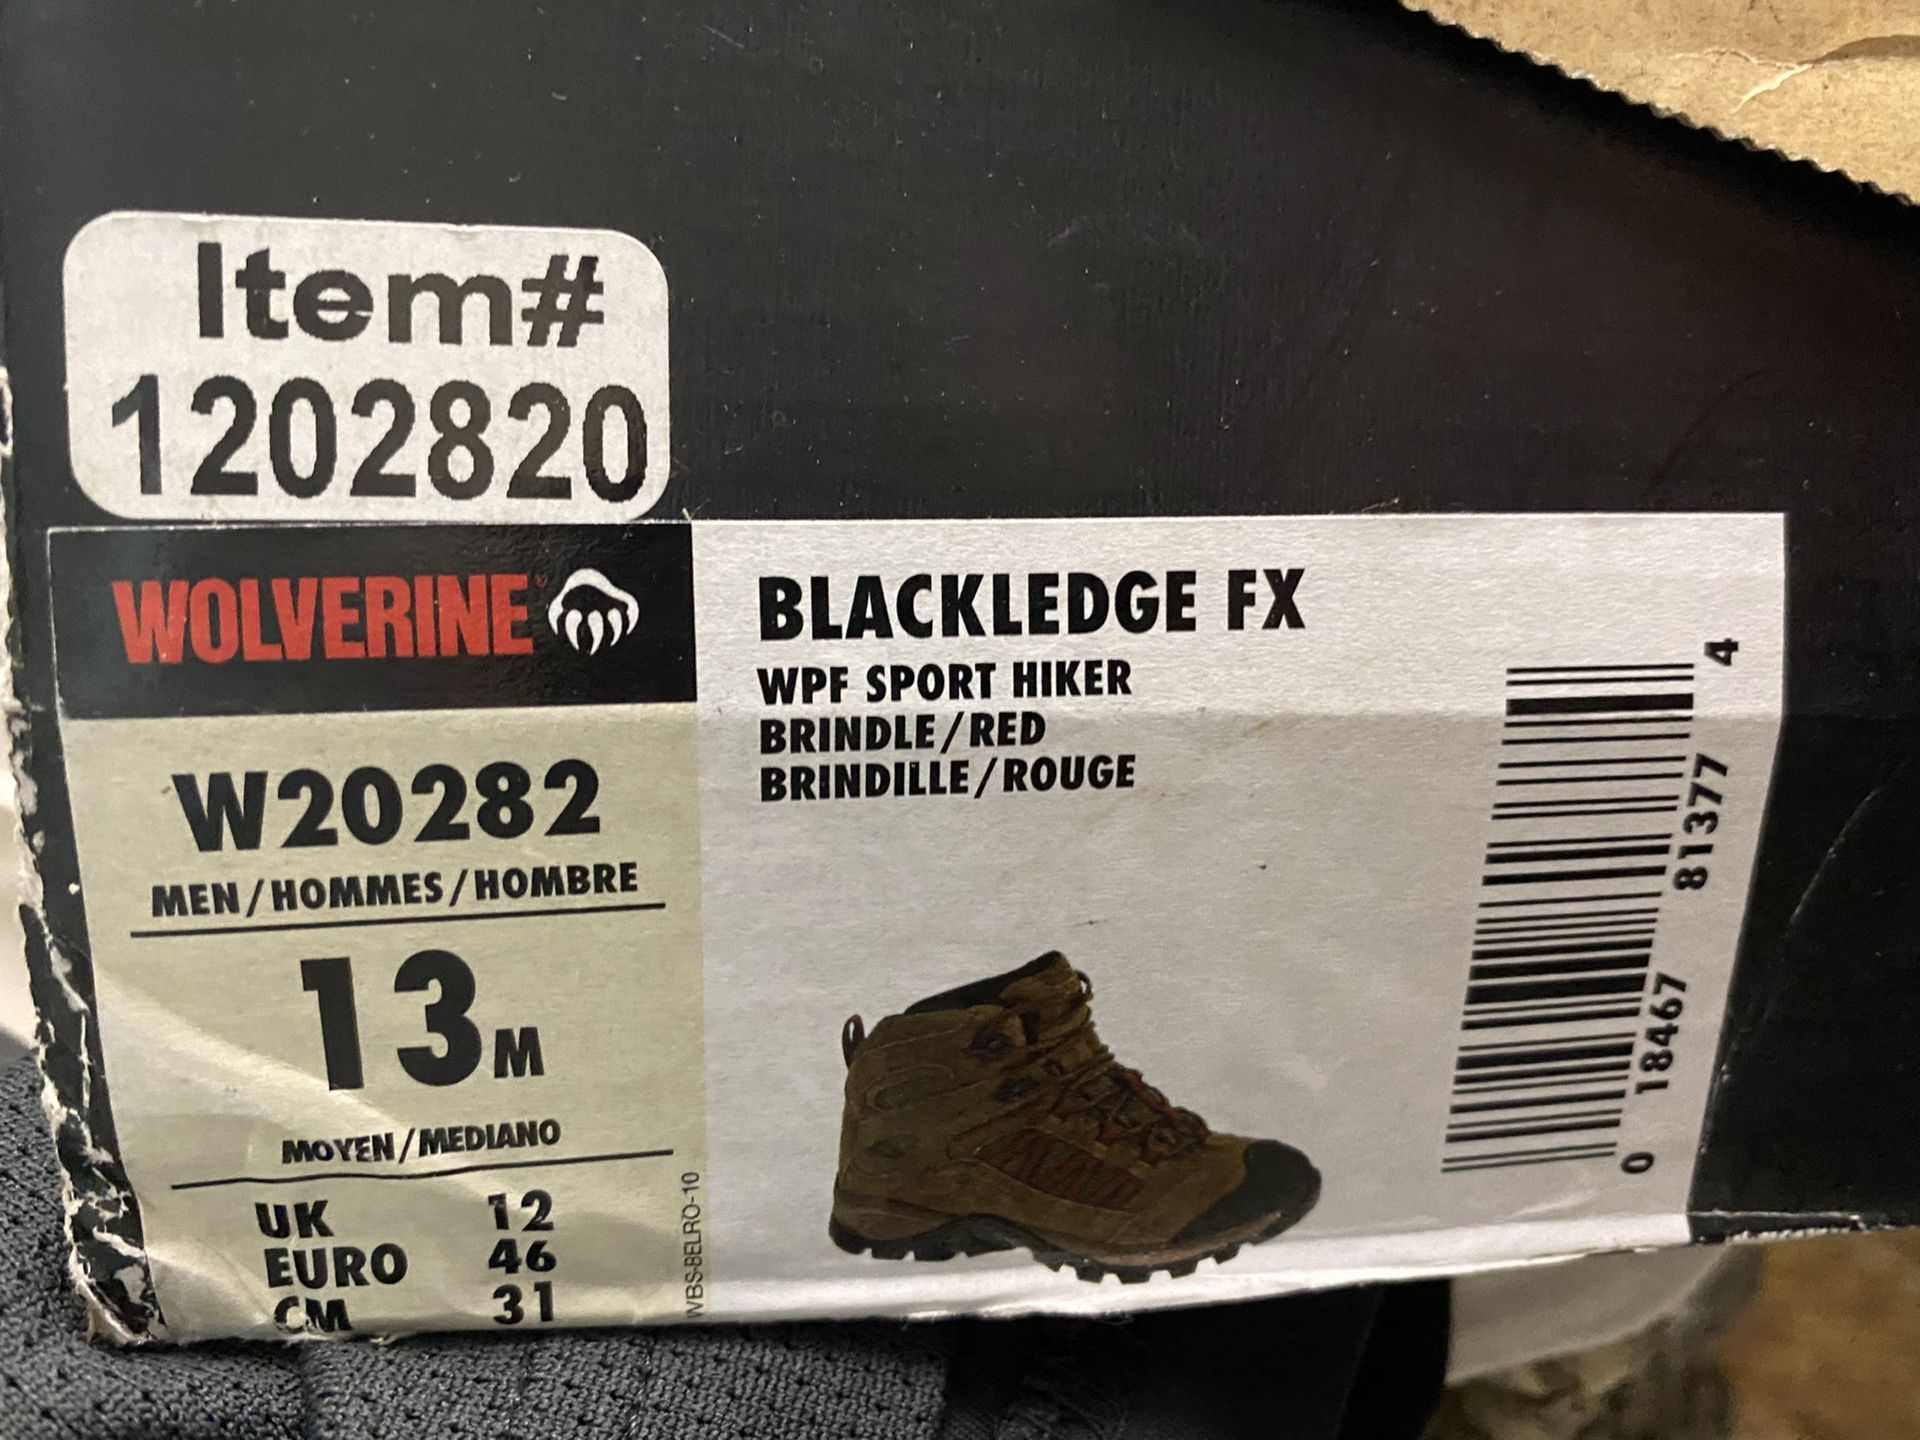 Item#
1202820
WOLVERINE®
W20282
MEN/HOMMES/HOMBRE
13M
MOYEN/MEDIANO
UK 12
EURO 46
CM 31
WBS-BELRO-10
BLACKLEDGE FX
WPF SPORT HIKER
BRINDLE/RED
BRINDILLE/ROUGE
0 18467 81377 4